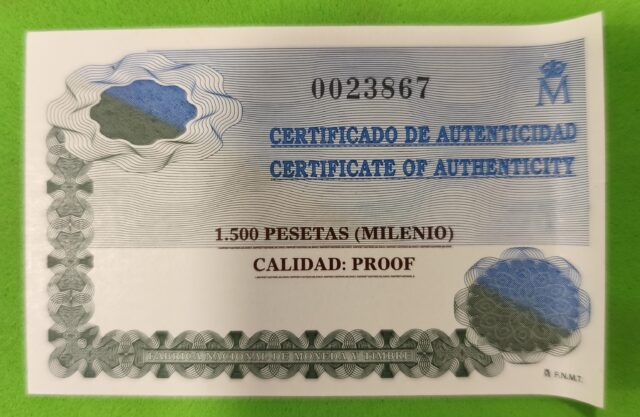 0023867
M
CERTIFICADO DE AUTENTICIDAD
CERTIFICATE OF AUTHENTICITY
1.500 PESETAS (MILENIO)
CALIDAD: PROOF
FABRICA NACIONAL DE MONEDA Y TIMBRE
F.N.M.T.